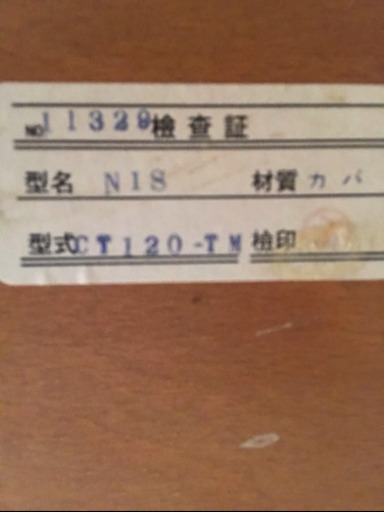 NO 11329 検査証
型名 N18 材質 カバ
型式 CT120-TM 検印